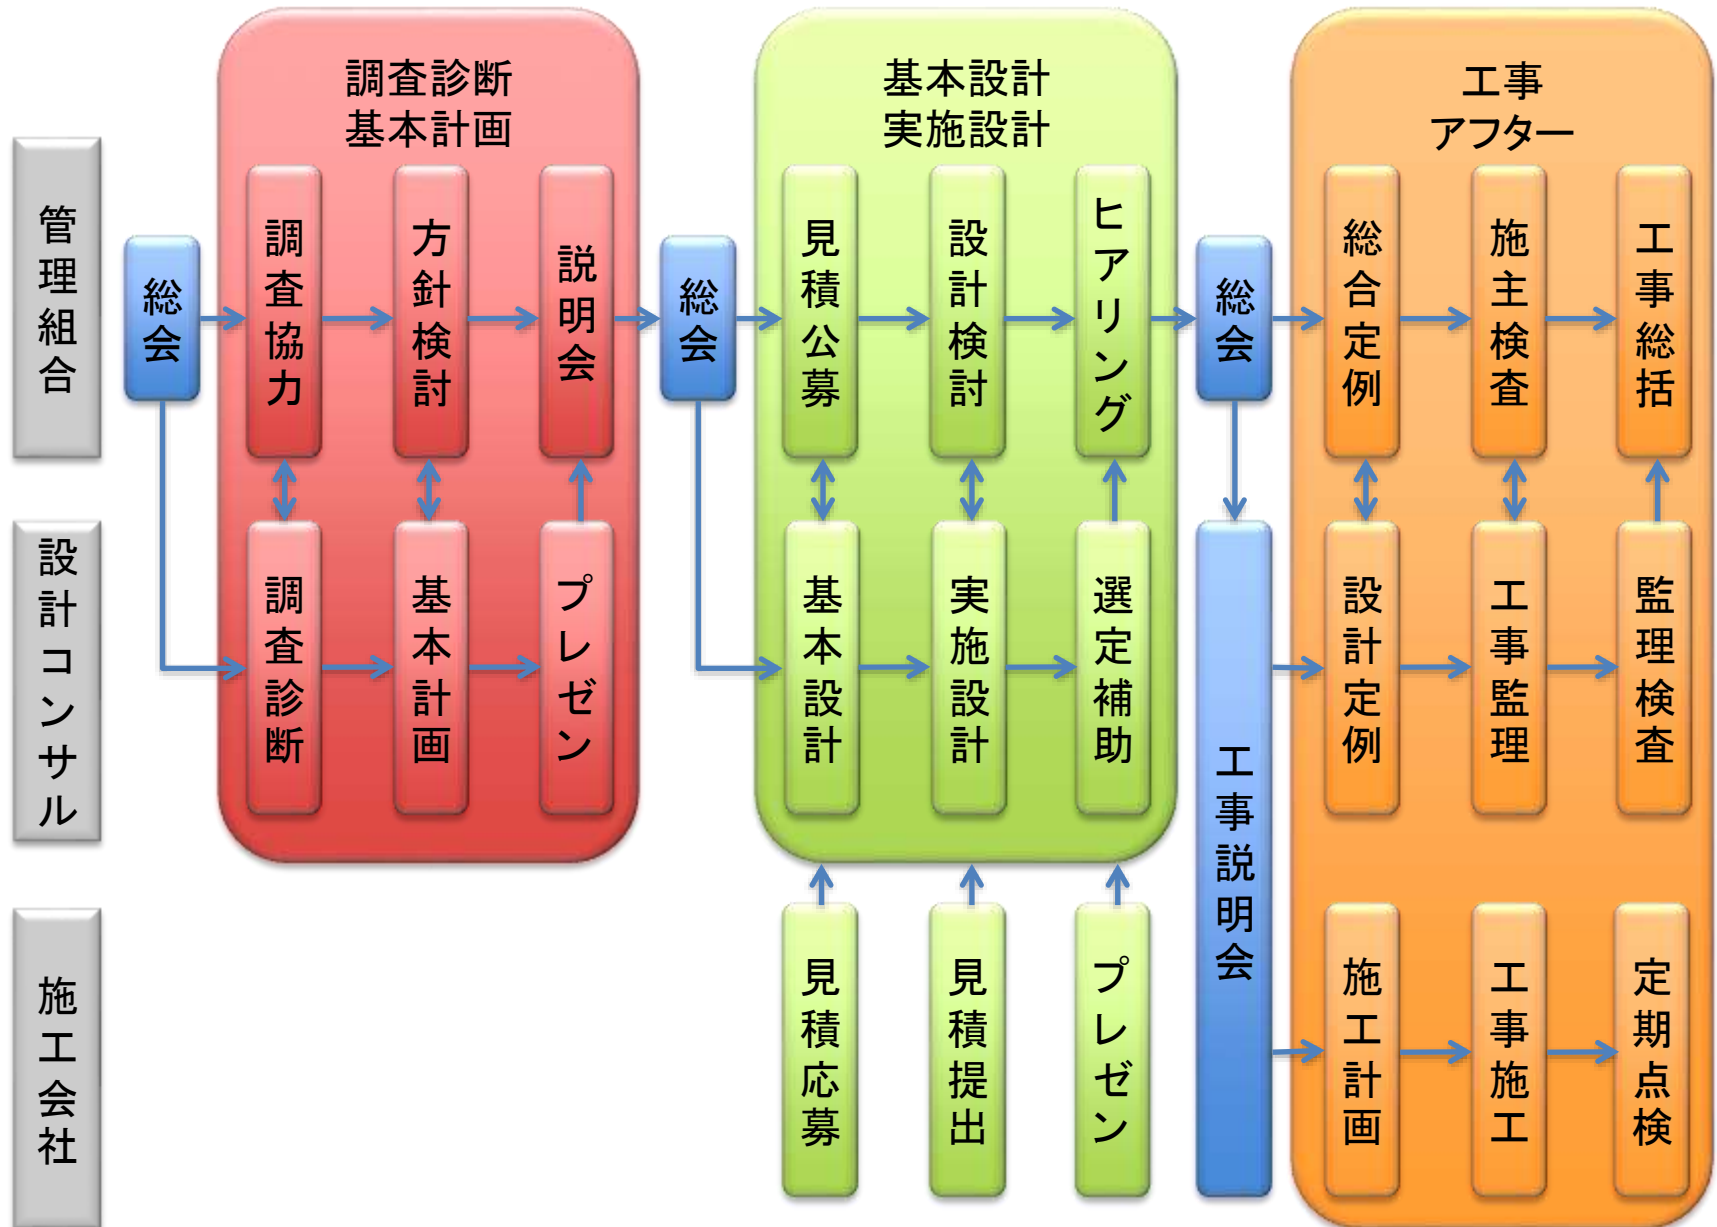 調査診断
基本計画
基本設計
実施設計
工事
アフター
管理組合
総会
調査協力
方針検討
説明会
総会
見積公募
設計検討
ヒアリング
総会
総合定例
施主検査
工事総括
設計コンサル
調査診断
基本計画
プレゼン
基本設計
実施設計
選定補助
工事説明会
設計定例
工事監理
監理検査
施工会社
見積応募
見積提出
プレゼン
施工計画
工事施工
定期点検